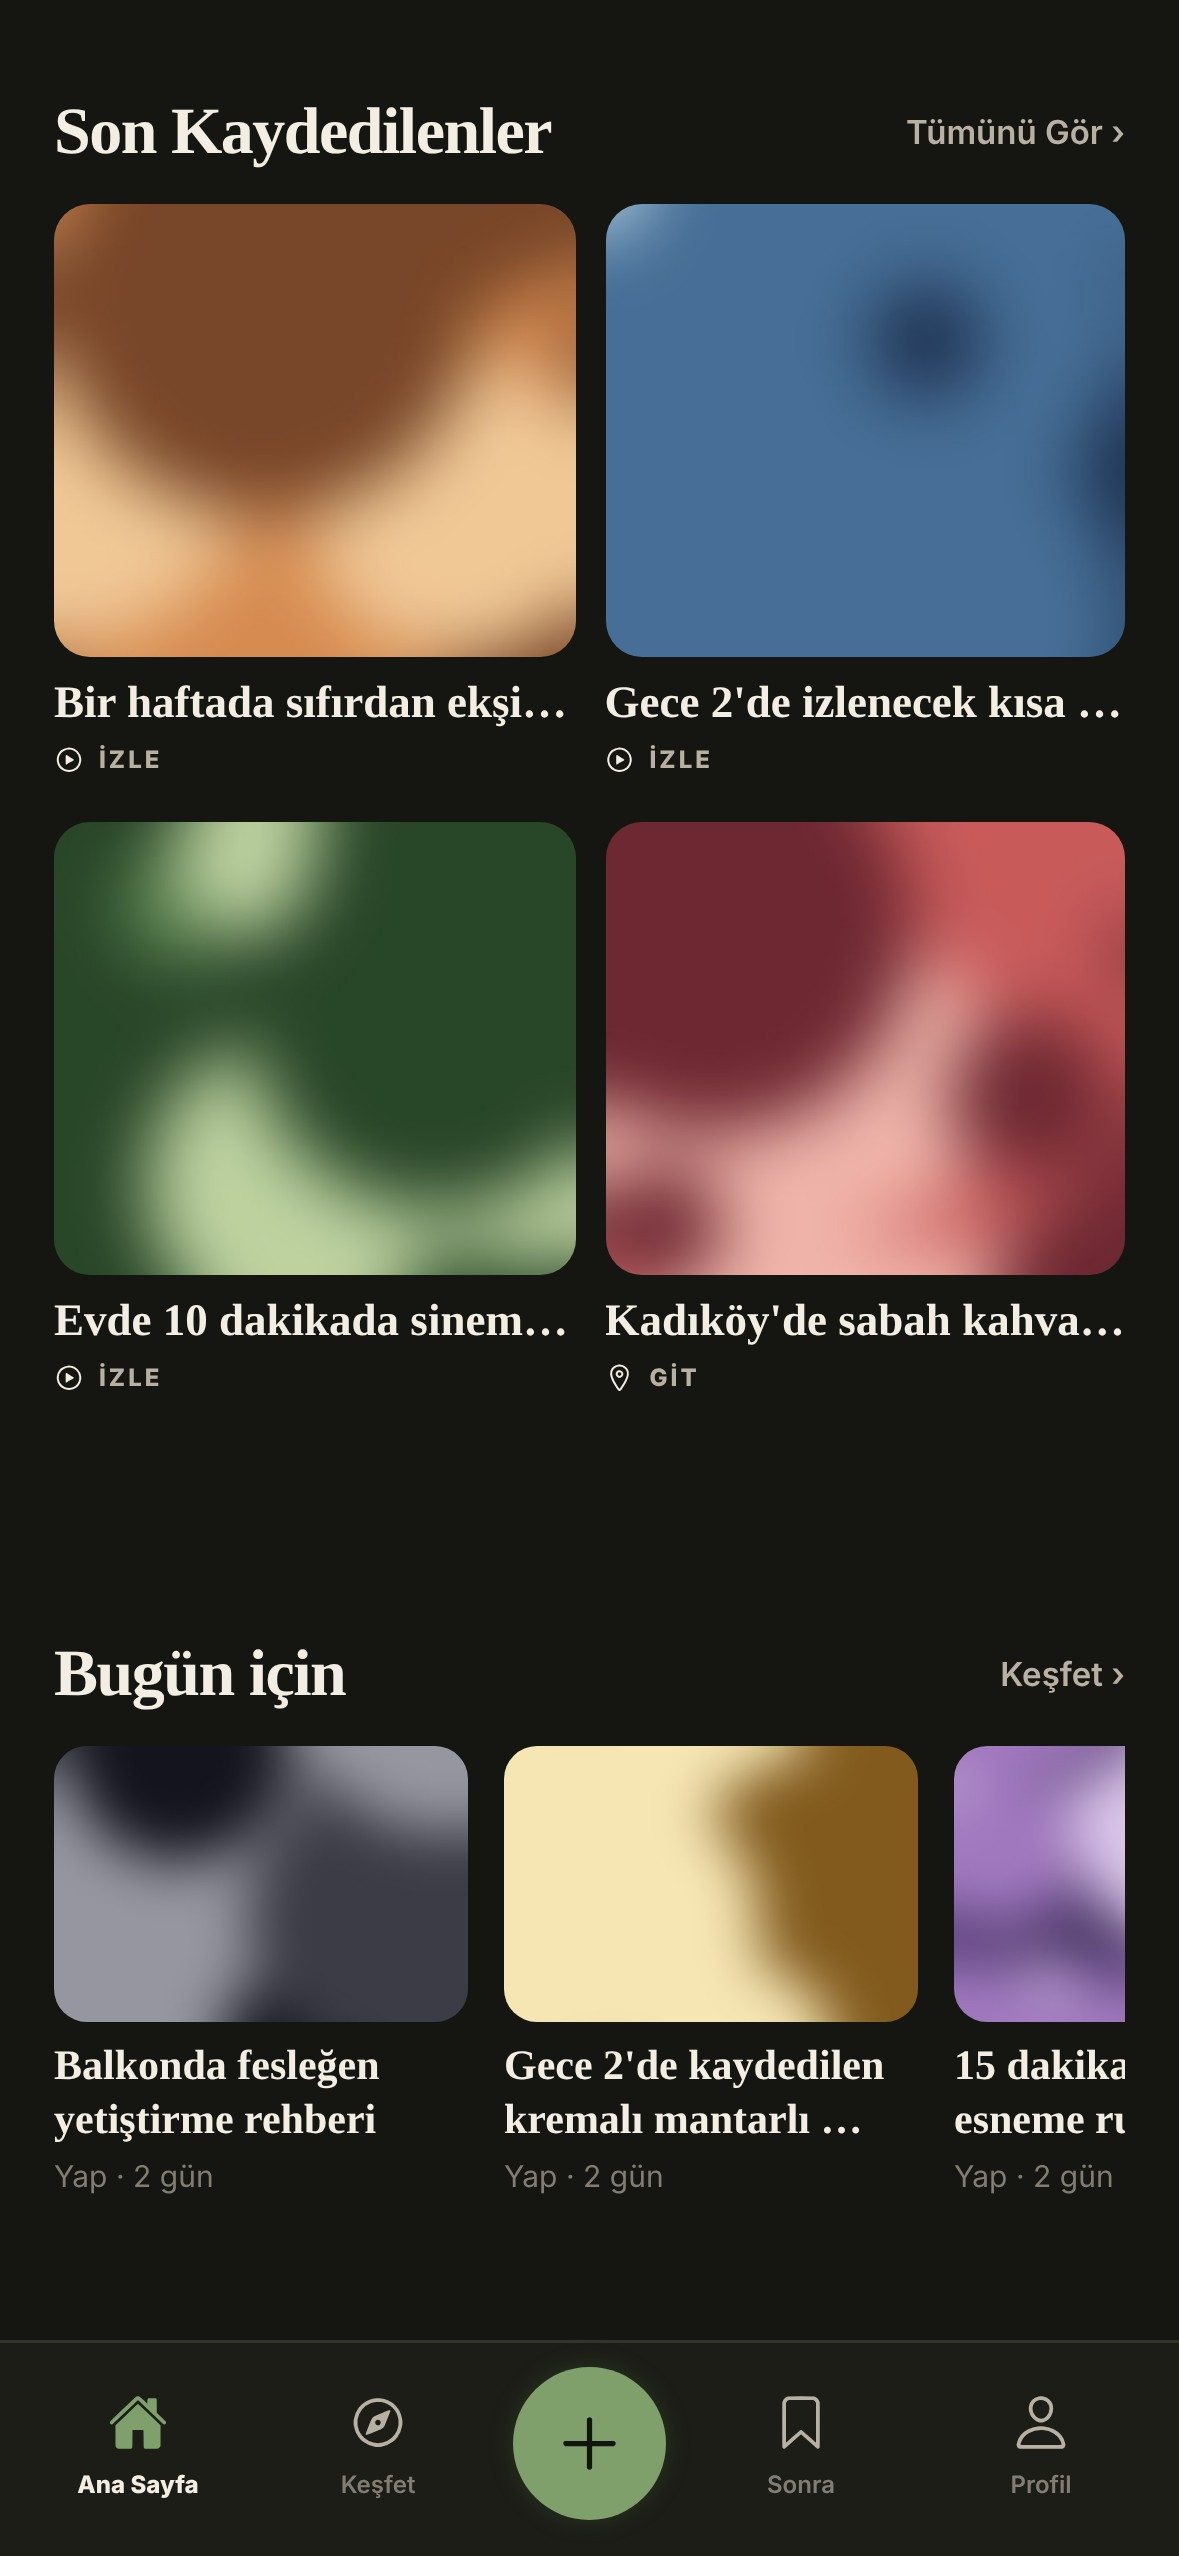 Son Kaydedilenler
Tümünü Gör ›
Bir haftada sıfırdan ekşi…
İZLE
Gece 2'de izlenecek kısa …
İZLE
Evde 10 dakikada sinem…
İZLE
Kadıköy'de sabah kahva…
GİT
Bugün için
Keşfet ›
Balkonda fesleğen
yetiştirme rehberi
Yap · 2 gün
Gece 2'de kaydedilen
kremalı mantarlı …
Yap · 2 gün
15 dakika
esneme
Yap · 2 gün
Ana Sayfa
Keşfet
Sonra
Profil